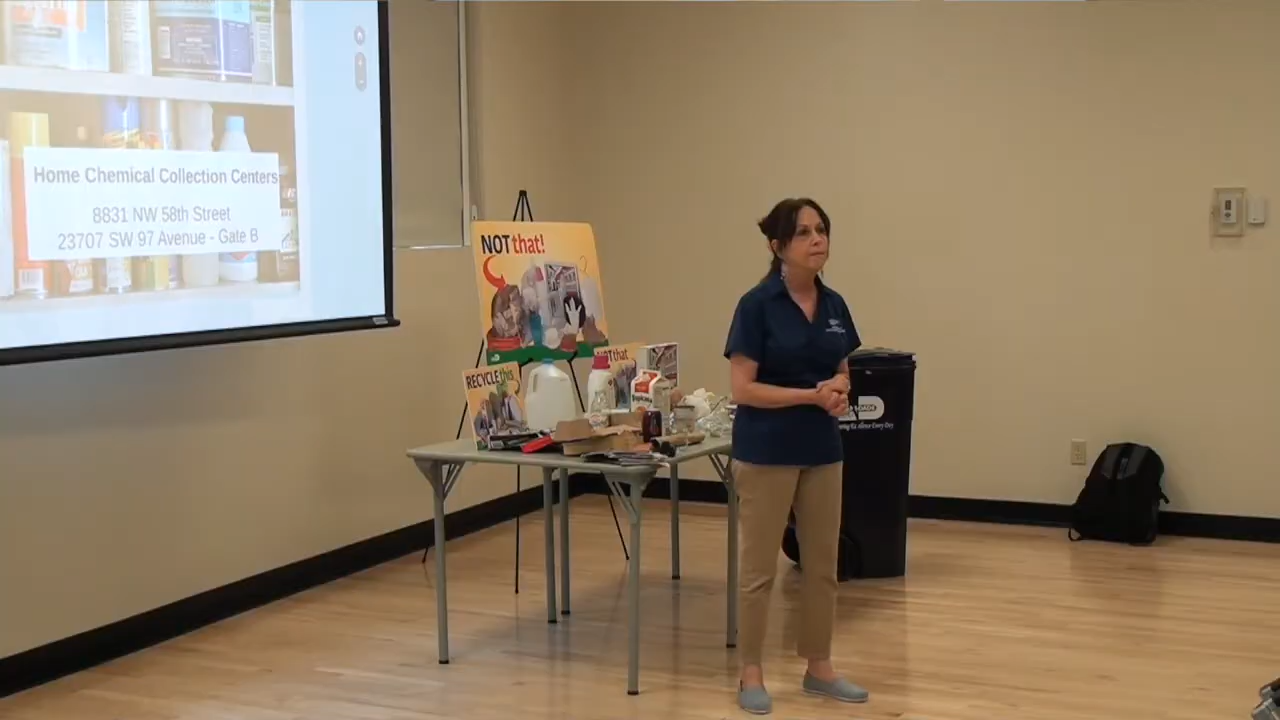 Home Chemical Collection Centers
8831 NW 58th Street
23707 SW 97 Avenue - Gate B
NOT that!
RECYCLE this
NOT that
Tropicana